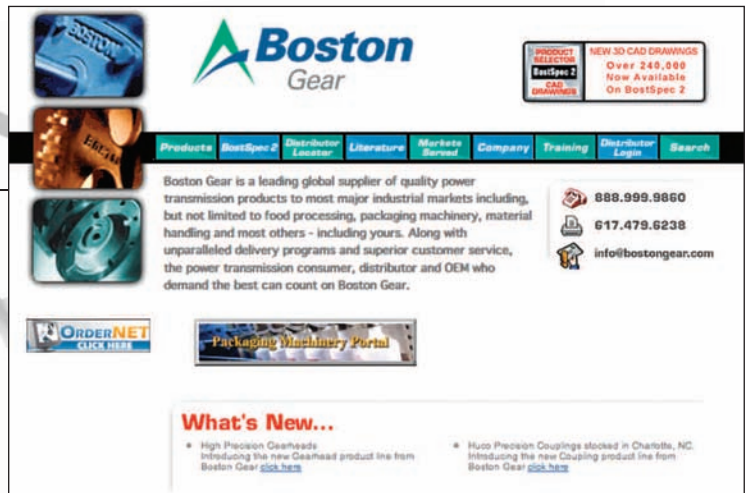 BOSTON
Boston
Gear
PRODUCT
SELECTOR
BostSpec 2
CAD
DRAWINGS
NEW 3D CAD DRAWINGS
Over 240,000
Now Available
On BostSpec 2
Products BostSpec 2 Distributor Locator Literature Markets Served Company Training Distributor Login Search
Boston Gear is a leading global supplier of quality power
transmission products to most major industrial markets including,
but not limited to food processing, packaging machinery, material
handling and most others - including yours. Along with
unparalleled delivery programs and superior customer service,
the power transmission consumer, distributor and OEM who
demand the best can count on Boston Gear.
888.999.9860
617.479.6238
info@bostongear.com
ORDERNET
CLICK HERE
Packaging Machinery Portal
What's New...
High Precision Gearheads
Introducing the new Gearhead product line from
Boston Gear click here
Huco Precision Couplings stocked in Charlotte, NC.
Introducing the new Coupling product line from
Boston Gear click here